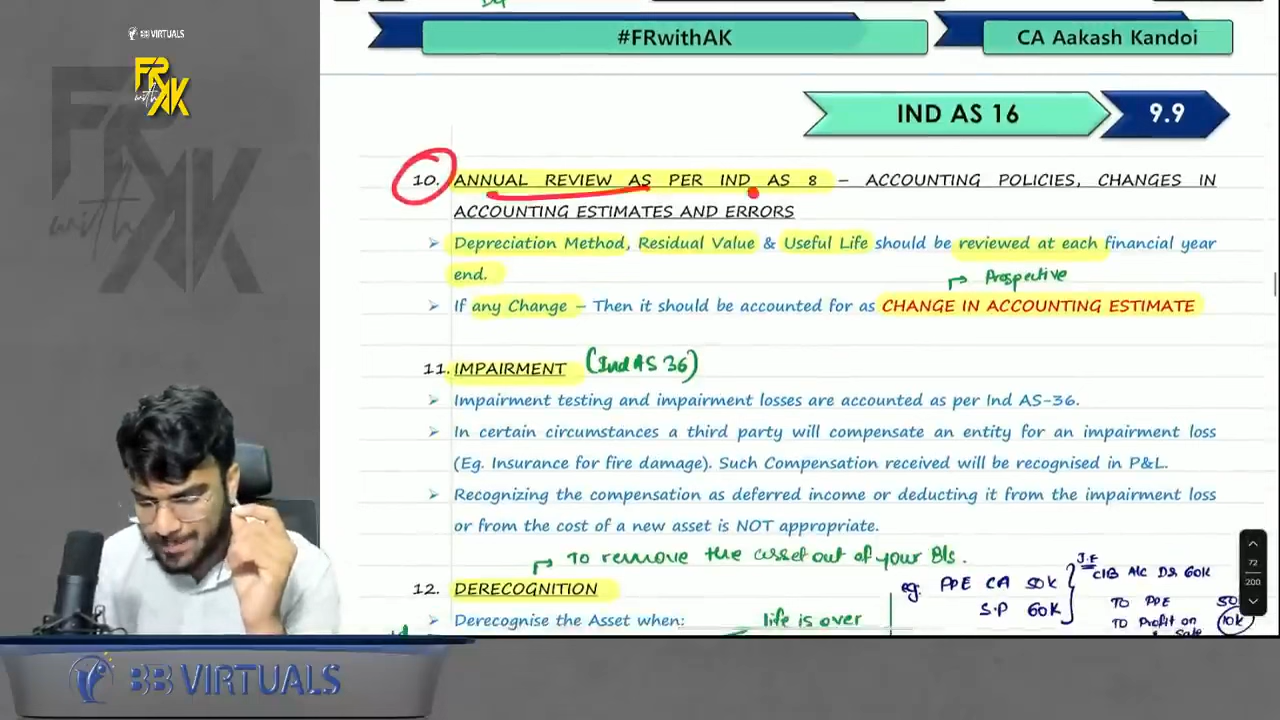 BB VIRTUALS
FR
with
AK
#FRwithAK
CA Aakash Kandoi
IND AS 16
9.9
10. ANNUAL REVIEW AS PER IND AS 8 – ACCOUNTING POLICIES, CHANGES IN
ACCOUNTING ESTIMATES AND ERRORS
➢ Depreciation Method, Residual Value & Useful Life should be reviewed at each financial year
end.
→ Prospective
➢ If any Change – Then it should be accounted for as CHANGE IN ACCOUNTING ESTIMATE
11. IMPAIRMENT (Ind AS 36)
➢ Impairment testing and impairment losses are accounted as per Ind AS-36.
➢ In certain circumstances a third party will compensate an entity for an impairment loss
(Eg. Insurance for fire damage). Such Compensation received will be recognised in P&L.
➢ Recognizing the compensation as deferred income or deducting it from the impairment loss
or from the cost of a new asset is NOT appropriate.
→ To remove the asset out of your B/s.
12. DERECOGNITION
➢ Derecognise the Asset when:
life is over
eg. PPE CA 50K
S.P 60K
J.E
C/B A/c Dr 60K
TO PPE 50
TO Profit on 10K
Sale
72
200
BB VIRTUALS